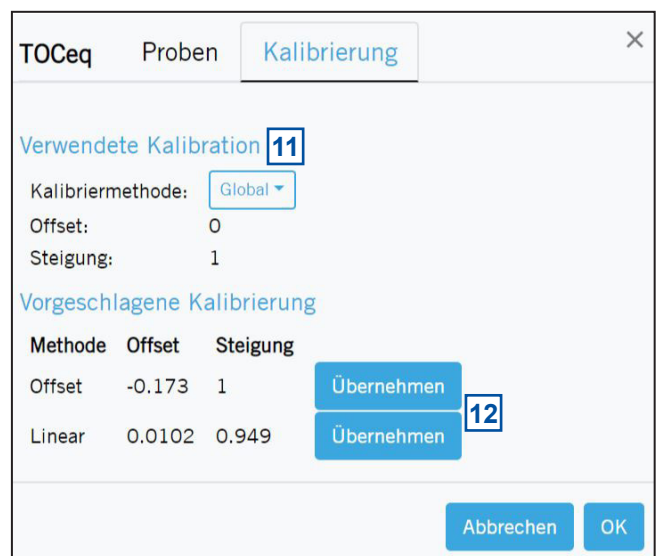 TOCeq Proben Kalibrierung ×
Verwendete Kalibration 11
Kalibriermethode: Global
Offset: 0
Steigung: 1
Vorgeschlagene Kalibrierung
Methode Offset Steigung
Offset -0.173 1 Übernehmen
12
Linear 0.0102 0.949 Übernehmen
Abbrechen OK